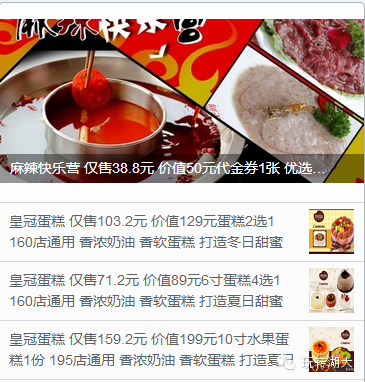 麻辣快乐营
麻辣快乐营 仅售38.8元 价值50元代金券1张 优选...
皇冠蛋糕 仅售103.2元 价值129元蛋糕2选1
160店通用 香浓奶油 香软蛋糕 打造冬日甜蜜
皇冠蛋糕 仅售71.2元 价值89元6寸蛋糕4选1
160店通用 香浓奶油 香软蛋糕 打造夏日甜蜜
皇冠蛋糕 仅售159.2元 价值199元10寸水果蛋
糕1份 195店通用 香浓奶油 香软蛋糕 打造夏日
玩转湖大